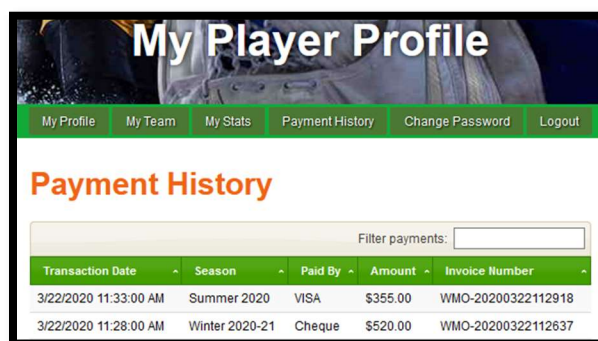 My Player Profile
My Profile My Team My Stats Payment History Change Password Logout
Payment History
Filter payments:
Transaction Date Season Paid By Amount Invoice Number
3/22/2020 11:33:00 AM Summer 2020 VISA $355.00 WMO-20200322112918
3/22/2020 11:28:00 AM Winter 2020-21 Cheque $520.00 WMO-20200322112637